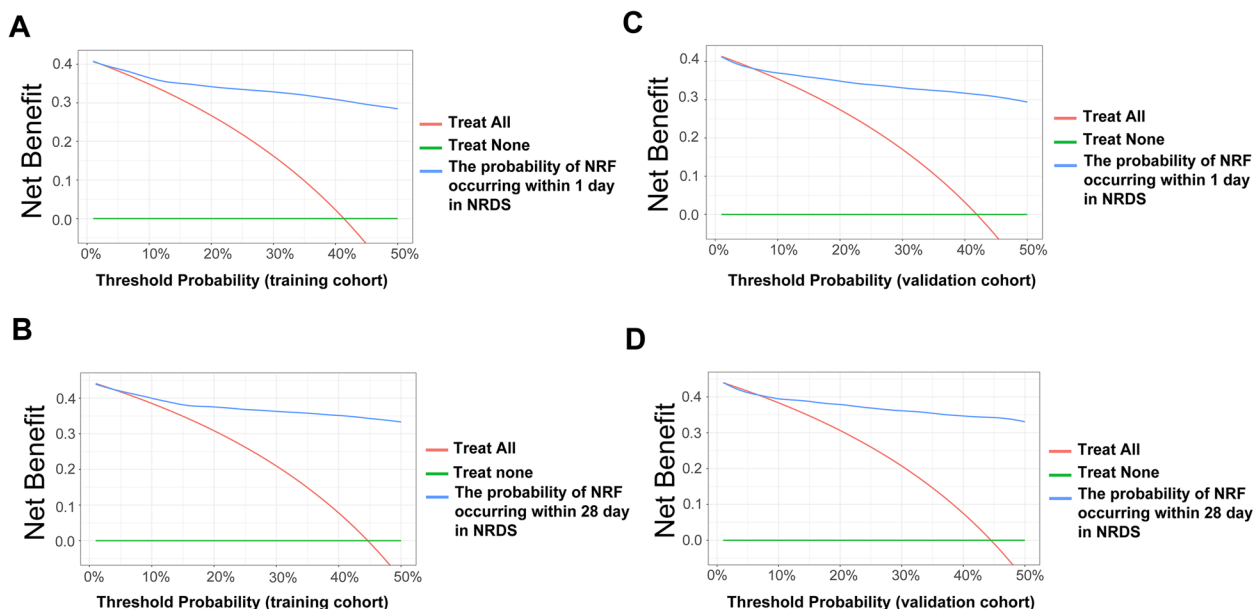 A
Net Benefit
0.4
0.3
0.2
0.1
0.0
0%
10%
20%
30%
40%
50%
Threshold Probability (training cohort)
Treat All
Treat None
The probability of NRF
occurring within 1 day
in NRDS
C
Net Benefit
0.4
0.3
0.2
0.1
0.0
0%
10%
20%
30%
40%
50%
Threshold Probability (validation cohort)
Treat All
Treat None
The probability of NRF
occurring within 1 day
in NRDS
B
Net Benefit
0.4
0.3
0.2
0.1
0.0
0%
10%
20%
30%
40%
50%
Threshold Probability (training cohort)
Treat All
Treat none
The probability of NRF
occurring within 28 day
in NRDS
D
Net Benefit
0.4
0.3
0.2
0.1
0.0
0%
10%
20%
30%
40%
50%
Threshold Probability (validation cohort)
Treat All
Treat None
The probability of NRF
occurring within 28 day
in NRDS